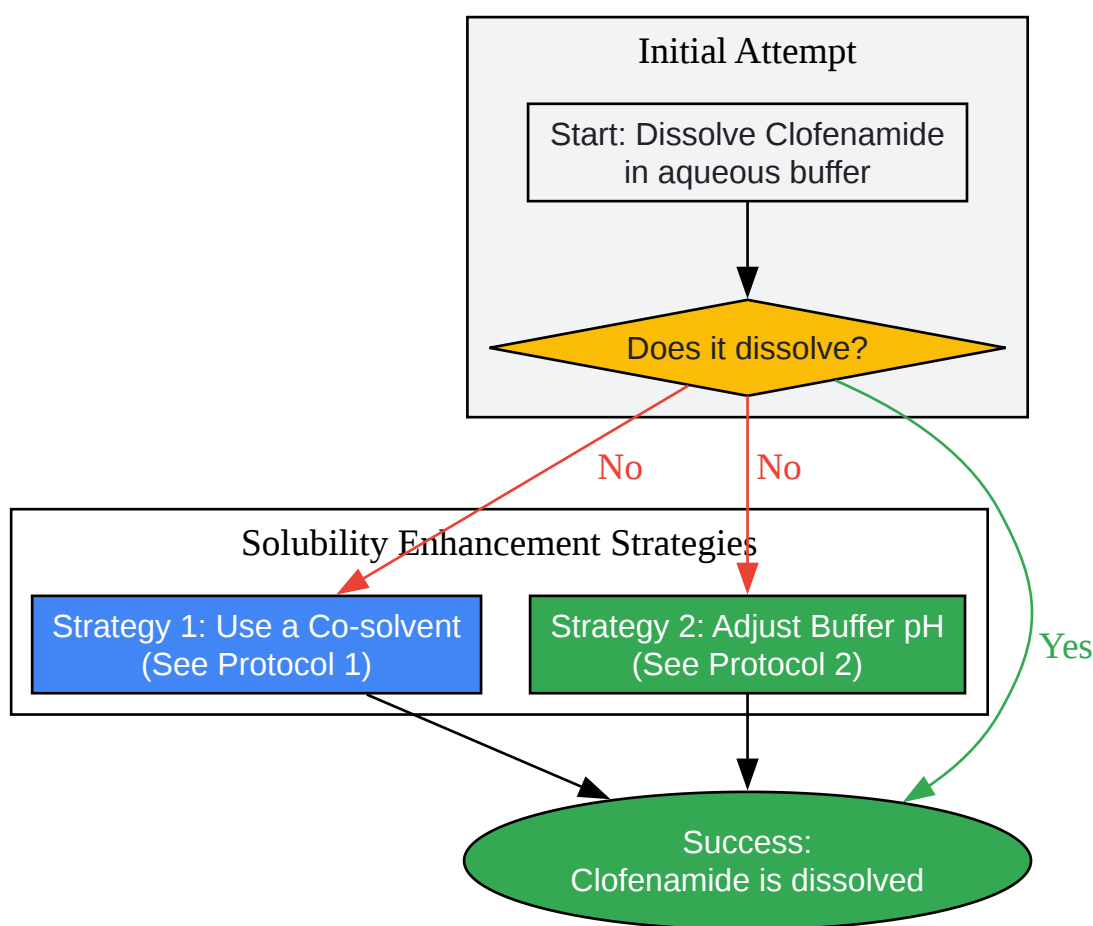 Initial Attempt
Start: Dissolve Clofenamide
in aqueous buffer
Does it dissolve?
No
No
Solubility Enhancement Strategies
Strategy 1: Use a Co-solvent
(See Protocol 1)
Strategy 2: Adjust Buffer pH
(See Protocol 2)
Yes
Success:
Clofenamide is dissolved